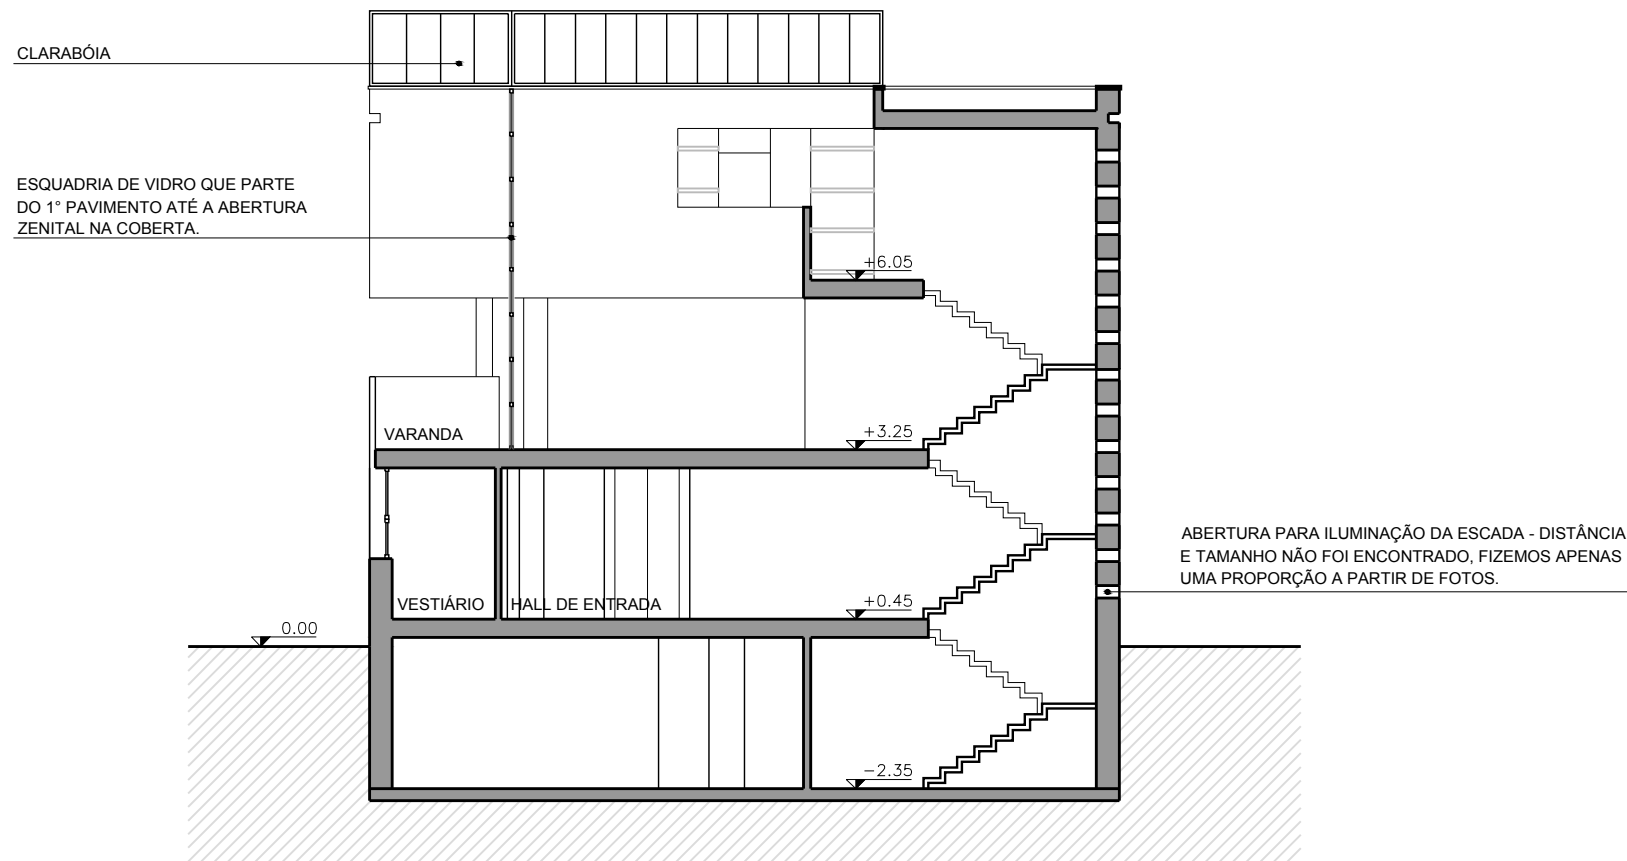 CLARABÓIA
ESQUADRIA DE VIDRO QUE PARTE
DO 1° PAVIMENTO ATÉ A ABERTURA
ZENITAL NA COBERTA.
+6.05
+3.25
VARANDA
ABERTURA PARA ILUMINAÇÃO DA ESCADA - DISTÂNCIA
E TAMANHO NÃO FOI ENCONTRADO, FIZEMOS APENAS
UMA PROPORÇÃO A PARTIR DE FOTOS.
VESTIÁRIO
HALL DE ENTRADA
+0.45
0.00
-2.35